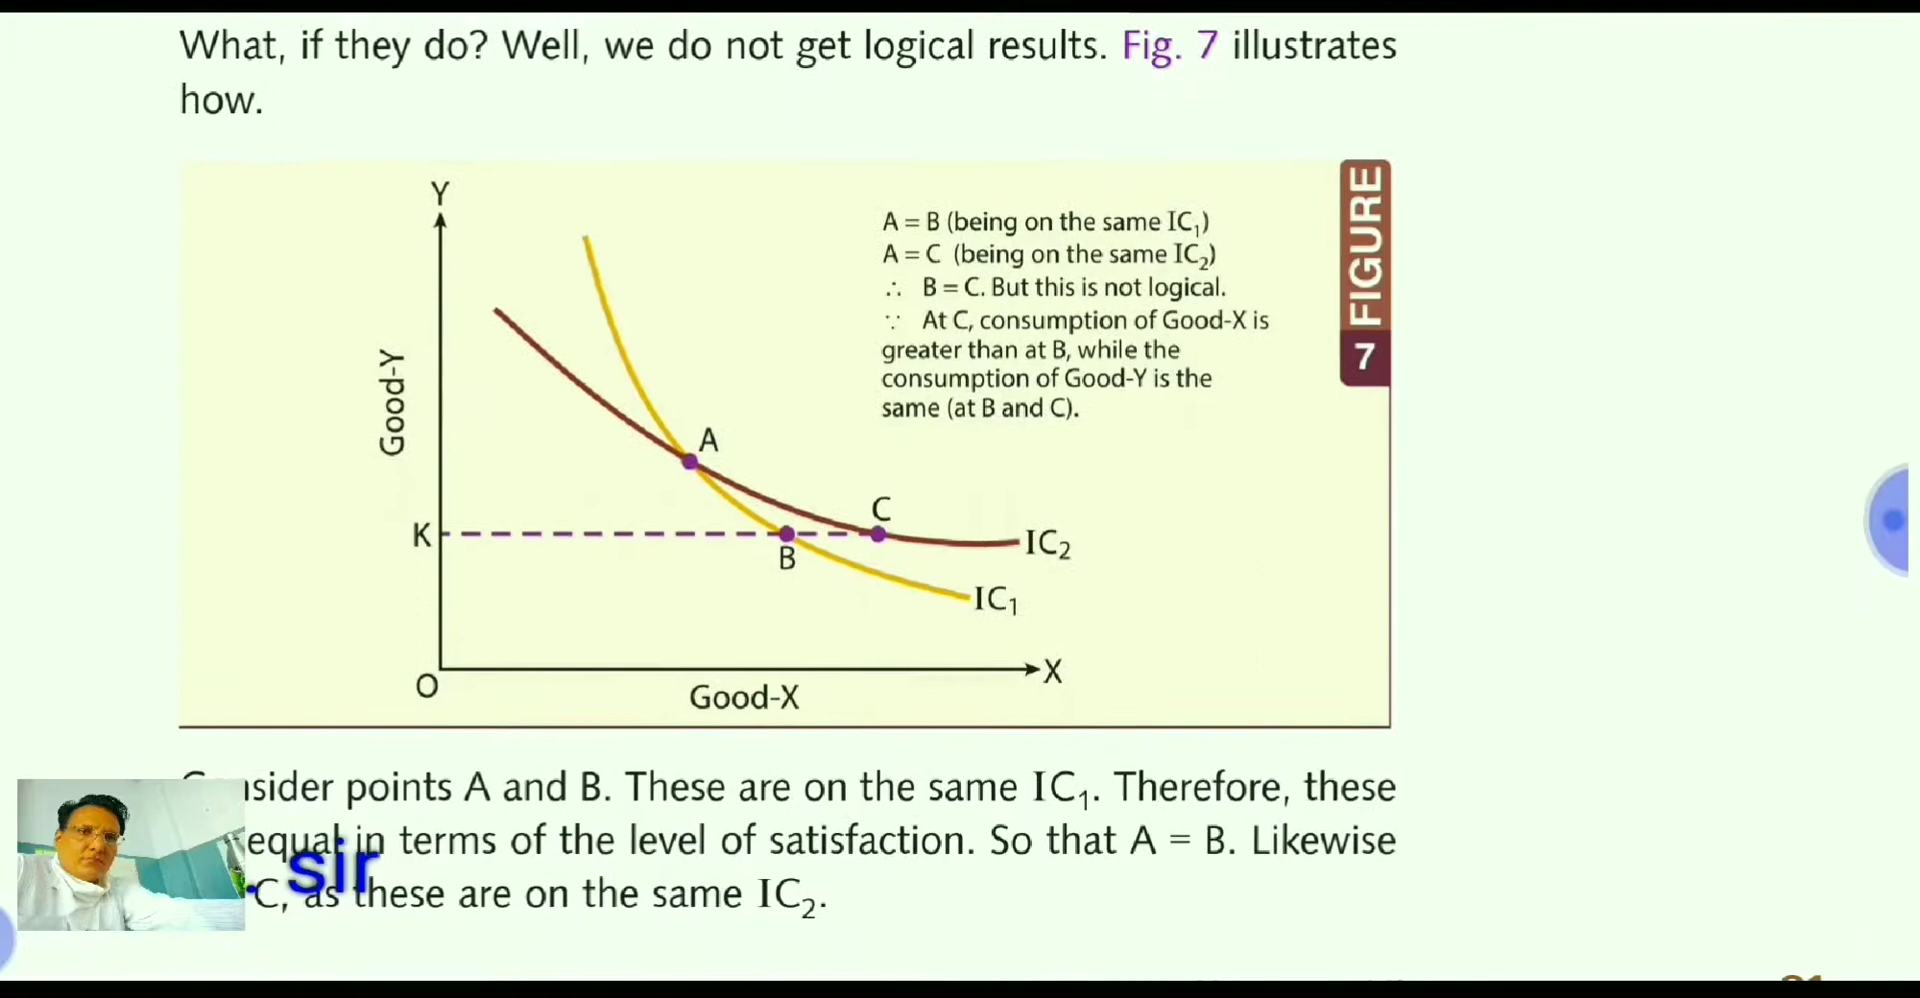 What, if they do? Well, we do not get logical results. Fig. 7 illustrates
how.
FIGURE
7
Y
Good-Y
A = B (being on the same IC₁)
A = C (being on the same IC₂)
∴ B = C. But this is not logical.
∵ At C, consumption of Good-X is
greater than at B, while the
consumption of Good-Y is the
same (at B and C).
A
C
K
B
IC₂
IC₁
O
X
Good-X
sider points A and B. These are on the same IC₁. Therefore, these
equal in terms of the level of satisfaction. So that A = B. Likewise
sir
C, as these are on the same IC₂.